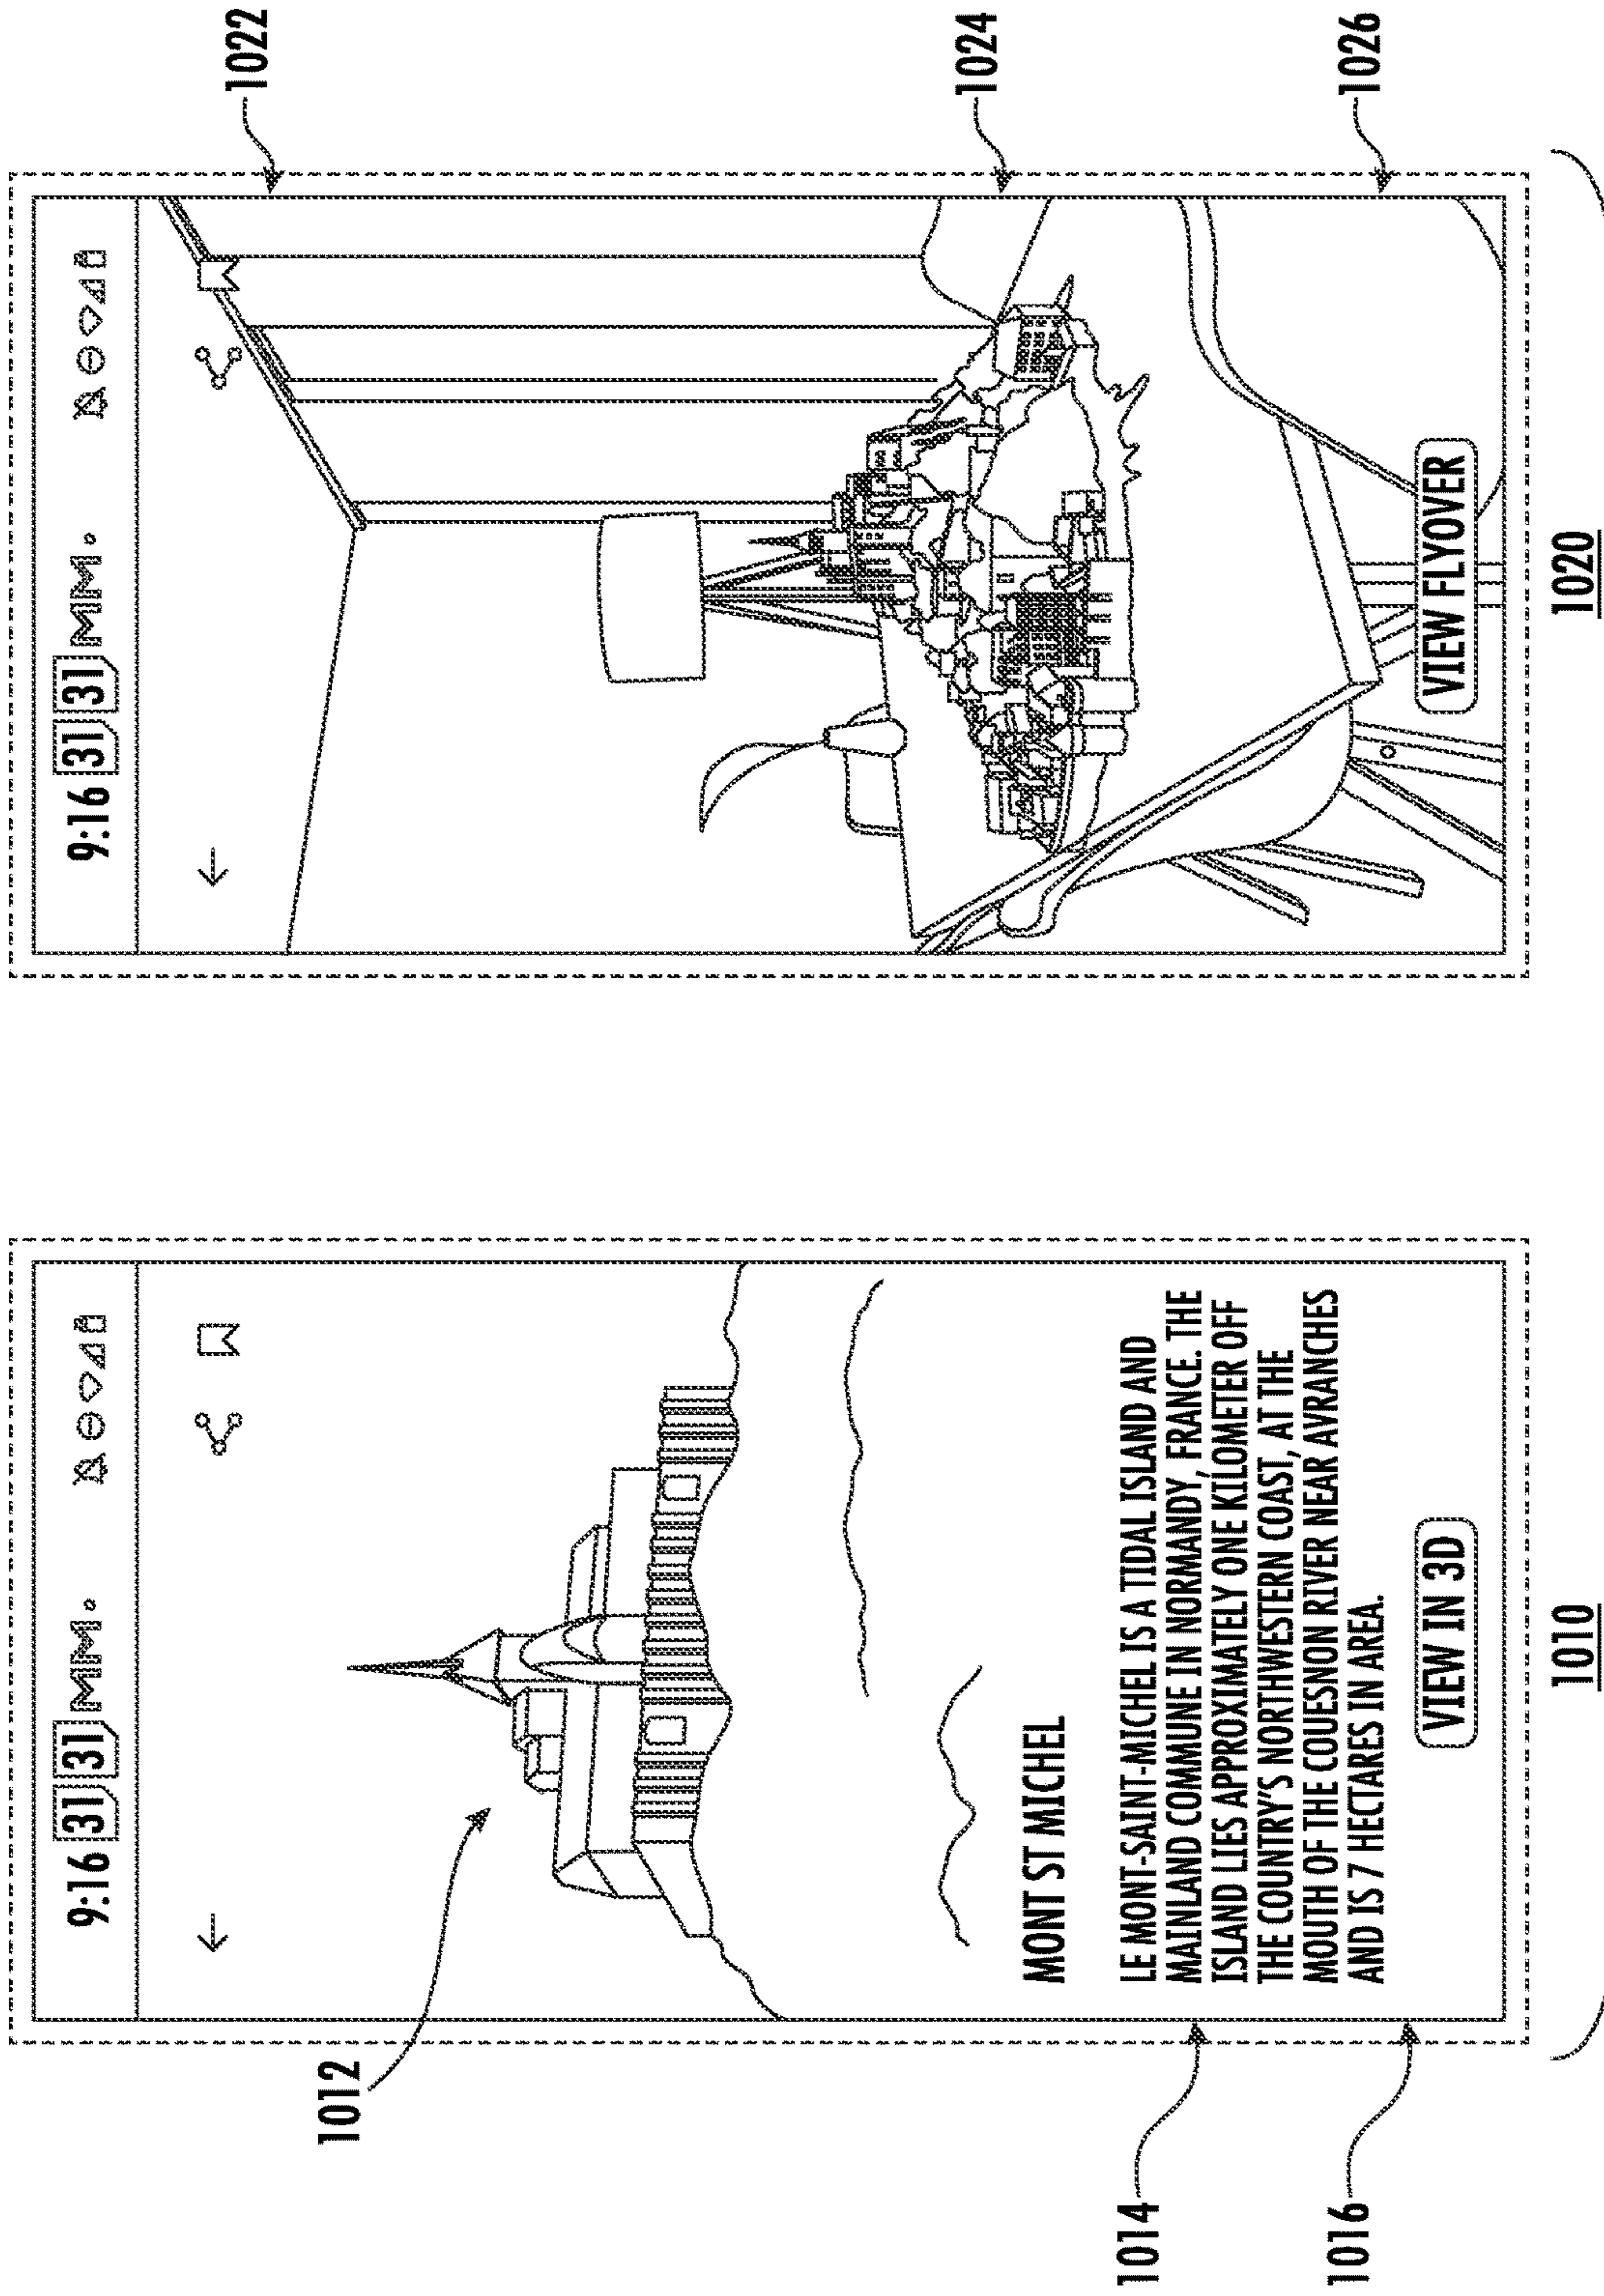 1012
1014
1016
9:16 31 31 MM.
MONT ST MICHEL
LE MONT-SAINT-MICHEL IS A TIDAL ISLAND AND
MAINLAND COMMUNE IN NORMANDY, FRANCE. THE
ISLAND LIES APPROXIMATELY ONE KILOMETER OFF
THE COUNTRY'S NORTHWESTERN COAST, AT THE
MOUTH OF THE COUESNON RIVER NEAR AVRANCHES
AND IS 7 HECTARES IN AREA.
VIEW IN 3D
1010
9:16 31 31 MM.
VIEW FLYOVER
1020
1022
1024
1026